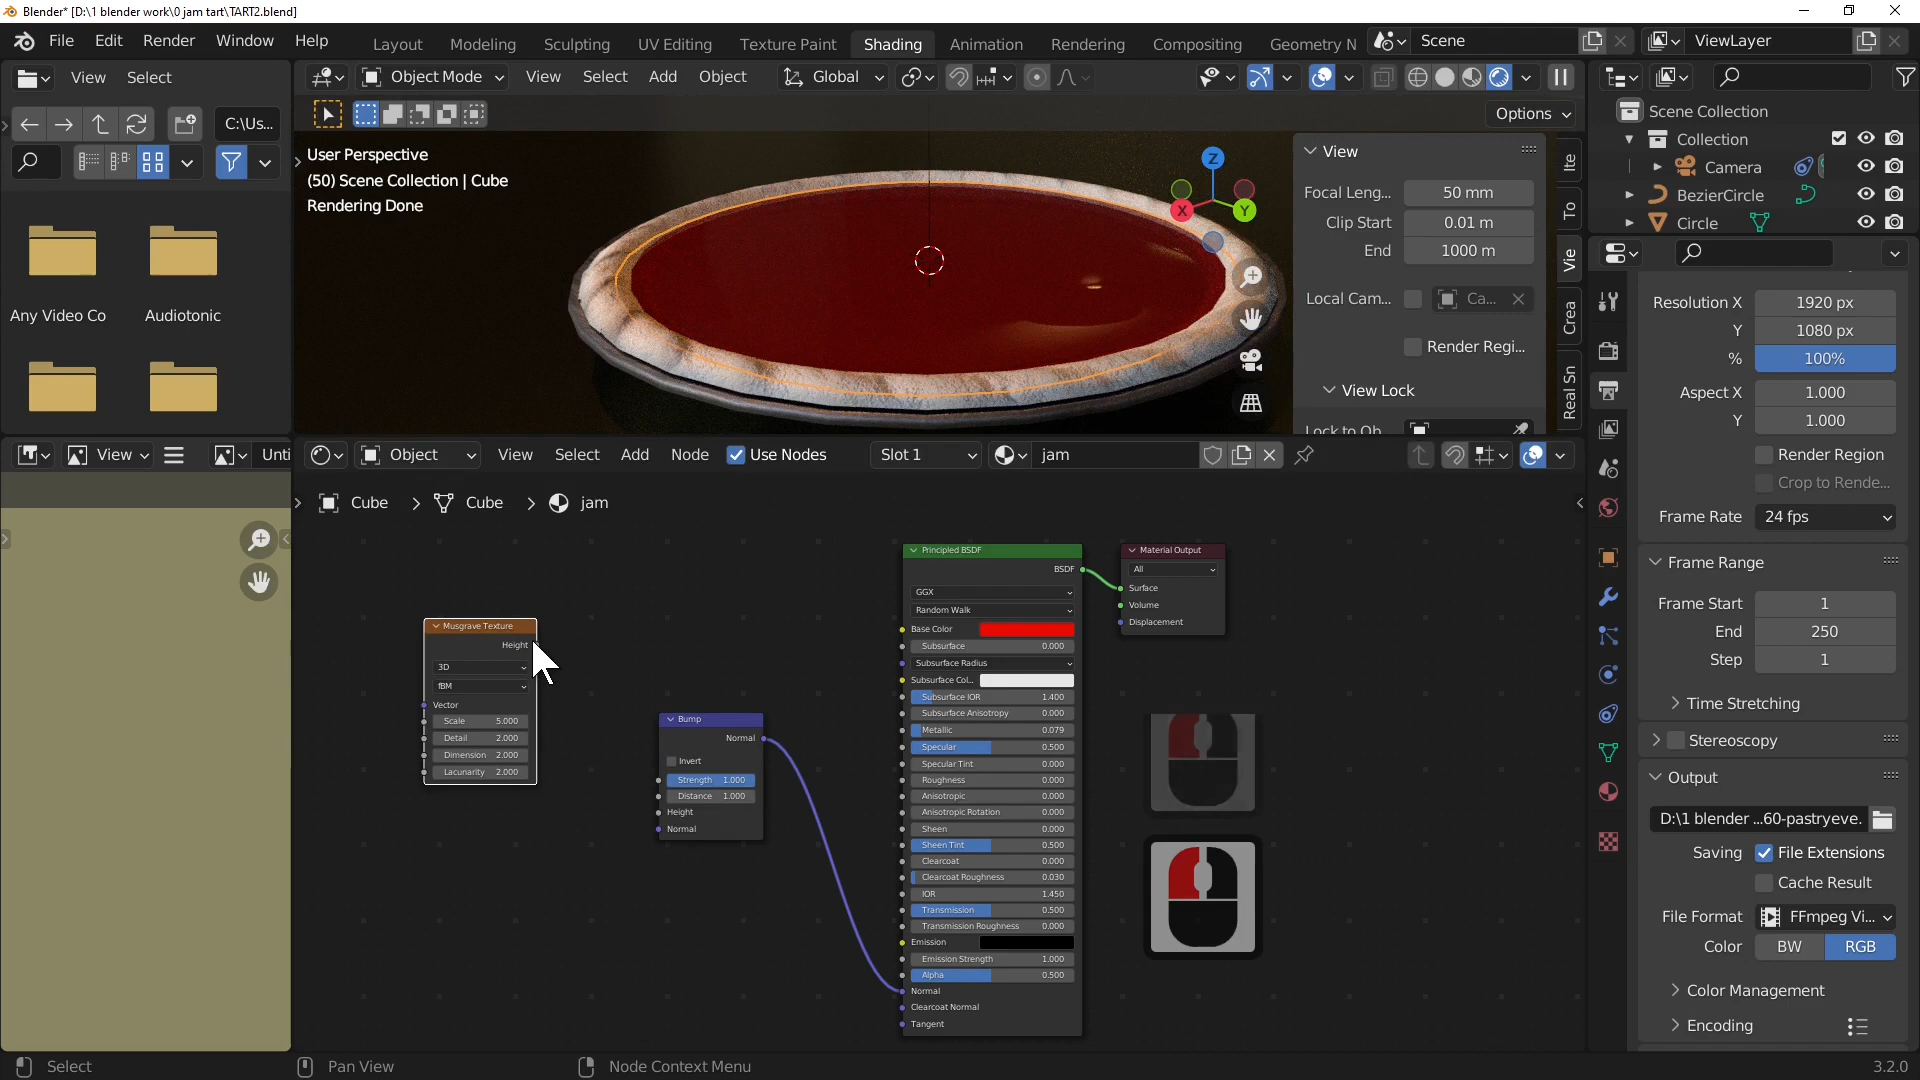 Blender* [D:\1 blender work\0 jam tart\TART2.blend]
File Edit Render Window Help
Layout Modeling Sculpting UV Editing Texture Paint Shading Animation Rendering Compositing Geometry N
Scene
ViewLayer
View Select
C:\Us...
Any Video Co
Audiotonic
Object Mode View Select Add Object Global
Options
User Perspective
(50) Scene Collection | Cube
Rendering Done
Z
X
Y
View
Focal Leng... 50 mm
Clip Start 0.01 m
End 1000 m
Local Cam... Ca...
Render Regi...
View Lock
Lock to Ob
Ite
To
Vie
Crea
Real Sn
Scene Collection
Collection
Camera
BezierCircle
Circle
Resolution X 1920 px
Y 1080 px
% 100%
Aspect X 1.000
Y 1.000
Render Region
Crop to Rende...
Frame Rate 24 fps
Frame Range
Frame Start 1
End 250
Step 1
Time Stretching
Stereoscopy
Output
D:\1 blender ...60-pastryeve.
Saving File Extensions
Cache Result
File Format FFmpeg Vi...
Color BW RGB
Color Management
Encoding
View
Unti
Object View Select Add Node Use Nodes Slot 1 jam
Cube Cube jam
Musgrave Texture
Height
3D
fBM
Vector
Scale 5.000
Detail 2.000
Dimension 2.000
Lacunarity 2.000
Bump
Normal
Invert
Strength 1.000
Distance 1.000
Height
Normal
Principled BSDF
BSDF
GGX
Random Walk
Base Color
Subsurface 0.000
Subsurface Radius
Subsurface Col...
Subsurface IOR 1.400
Subsurface Anisotropy 0.000
Metallic 0.079
Specular 0.500
Specular Tint 0.000
Roughness 0.000
Anisotropic 0.000
Anisotropic Rotation 0.000
Sheen 0.000
Sheen Tint 0.500
Clearcoat 0.000
Clearcoat Roughness 0.030
IOR 1.450
Transmission 0.500
Transmission Roughness 0.000
Emission
Emission Strength 1.000
Alpha 0.500
Normal
Clearcoat Normal
Tangent
Material Output
All
Surface
Volume
Displacement
Select
Pan View
Node Context Menu
3.2.0